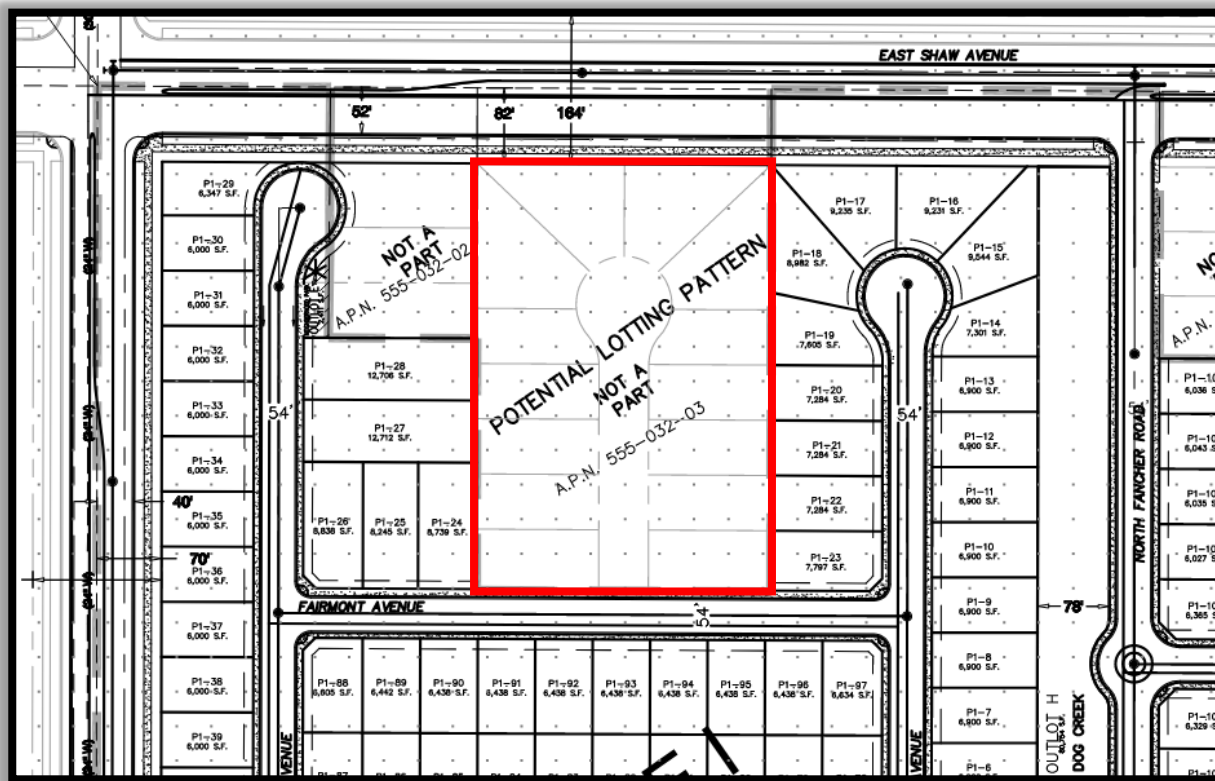 EAST SHAW AVENUE
52'
82'
164'
P1-29
6,347 S.F.
P1-30
6,000 S.F.
P1-31
6,000 S.F.
P1-32
6,000 S.F.
P1-33
6,000 S.F.
P1-34
6,000 S.F.
P1-35
6,000 S.F.
P1-36
6,000 S.F.
P1-37
6,000 S.F.
P1-38
6,000 S.F.
P1-39
6,000 S.F.
54'
40'
70'
NOT A
PART
A.P.N. 555-032-02
P1-28
12,706 S.F.
P1-27
12,712 S.F.
P1-26
P1-25
8,245 S.F.
P1-24
8,739 S.F.
POTENTIAL LOTTING PATTERN
NOT A
PART
A.P.N. 555-032-03
P1-17
9,235 S.F.
P1-16
9,231 S.F.
P1-18
8,982 S.F.
P1-15
9,544 S.F.
P1-19
7,605 S.F.
P1-14
7,301 S.F.
P1-20
7,284 S.F.
P1-13
6,900 S.F.
P1-21
7,284 S.F.
P1-12
6,900 S.F.
P1-22
7,284 S.F.
P1-11
6,900 S.F.
P1-23
7,797 S.F.
P1-10
6,900 S.F.
P1-9
6,900 S.F.
P1-8
6,900 S.F.
P1-7
6,900 S.F.
P1-6
54'
78'
NORTH FANCHER ROAD
A.P.N.
FAIRMONT AVENUE
54'
P1-88
6,605 S.F.
P1-89
6,442 S.F.
P1-90
6,438 S.F.
P1-91
6,438 S.F.
P1-92
6,438 S.F.
P1-93
6,438 S.F.
P1-94
6,438 S.F.
P1-95
6,438 S.F.
P1-96
6,438 S.F.
P1-97
6,634 S.F.
AVENUE
AVENUE
OUTLOT H
DOG CREEK